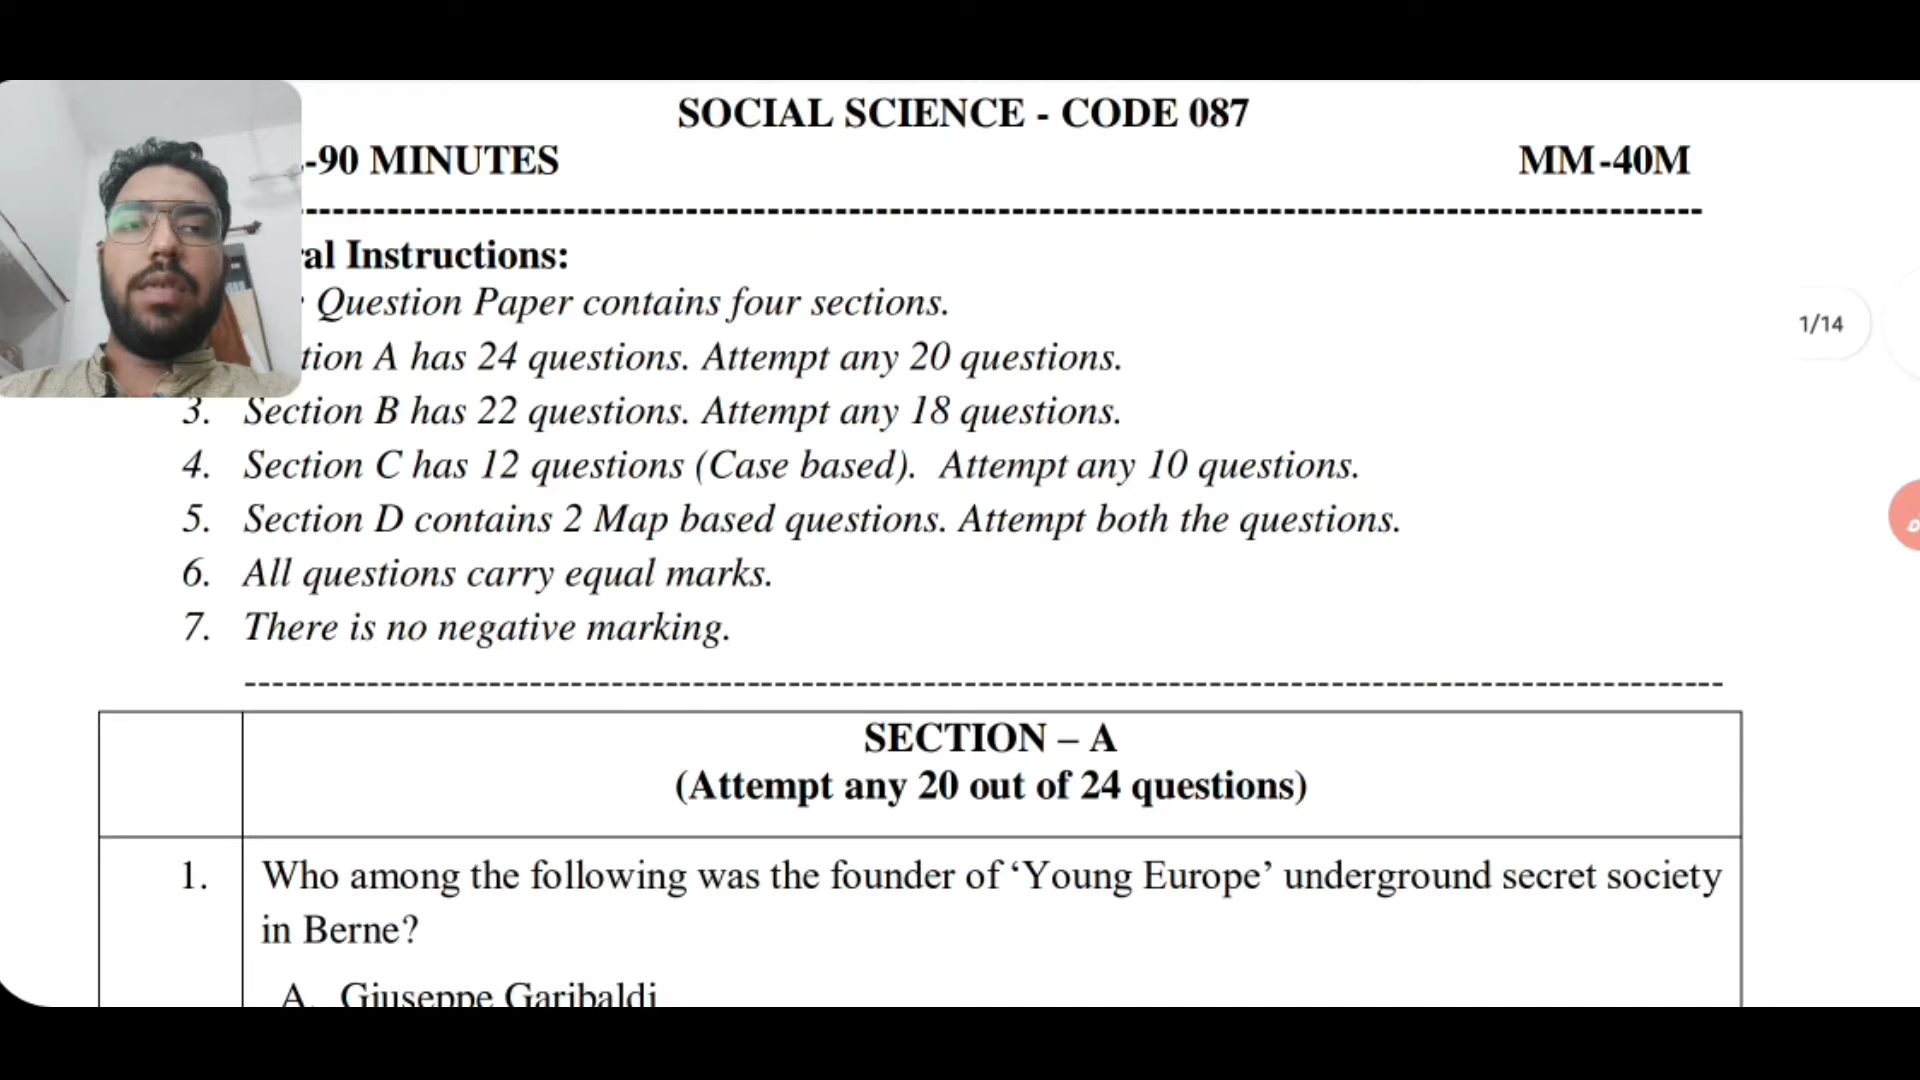 SOCIAL SCIENCE - CODE 087
-90 MINUTES MM-40M
al Instructions:
Question Paper contains four sections.
tion A has 24 questions. Attempt any 20 questions.
3. Section B has 22 questions. Attempt any 18 questions.
4. Section C has 12 questions (Case based). Attempt any 10 questions.
5. Section D contains 2 Map based questions. Attempt both the questions.
6. All questions carry equal marks.
7. There is no negative marking.
1/14
SECTION – A
(Attempt any 20 out of 24 questions)
1. Who among the following was the founder of ‘Young Europe’ underground secret society
in Berne?
A. Giuseppe Garibaldi